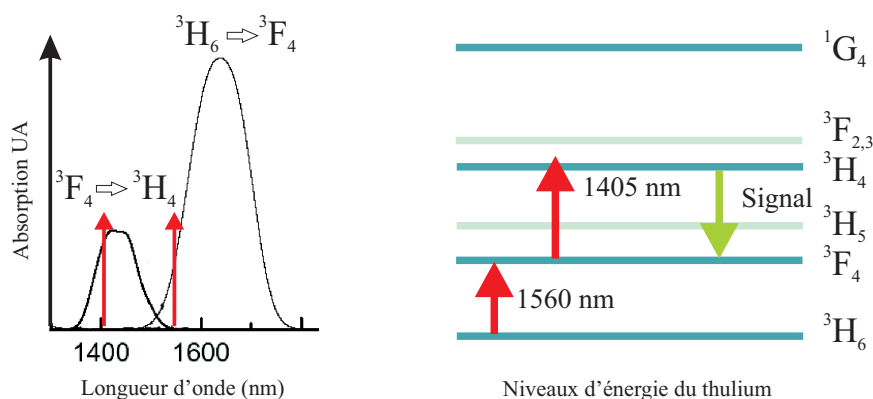 ³H₆ ⇨ ³F₄
³F₄ ⇨ ³H₄
Absorption UA
1400 1600
Longueur d’onde (nm)
¹G₄
³F₂,₃
³H₄
1405 nm
Signal
³H₅
³F₄
1560 nm
³H₆
Niveaux d’énergie du thulium